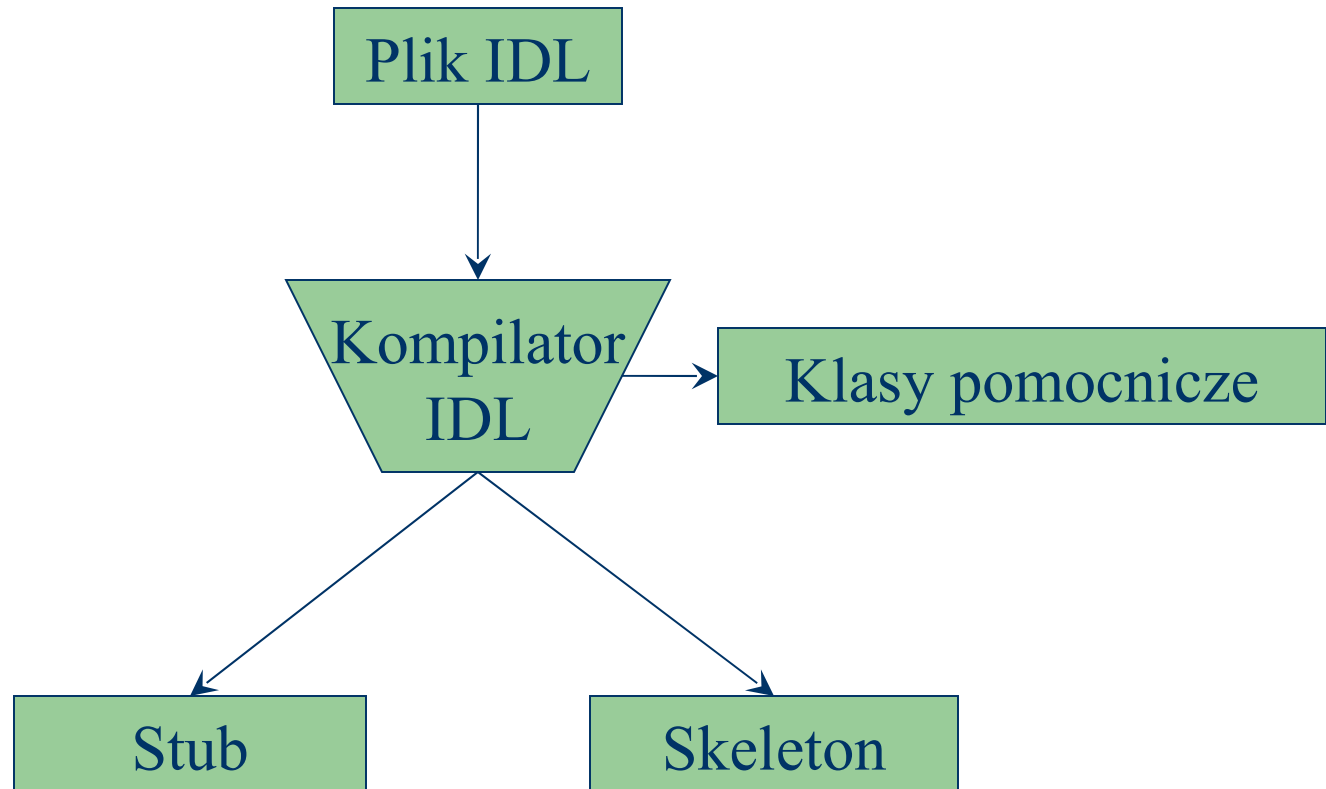 Plik IDL
Kompilator
IDL
Klasy pomocnicze
Stub
Skeleton